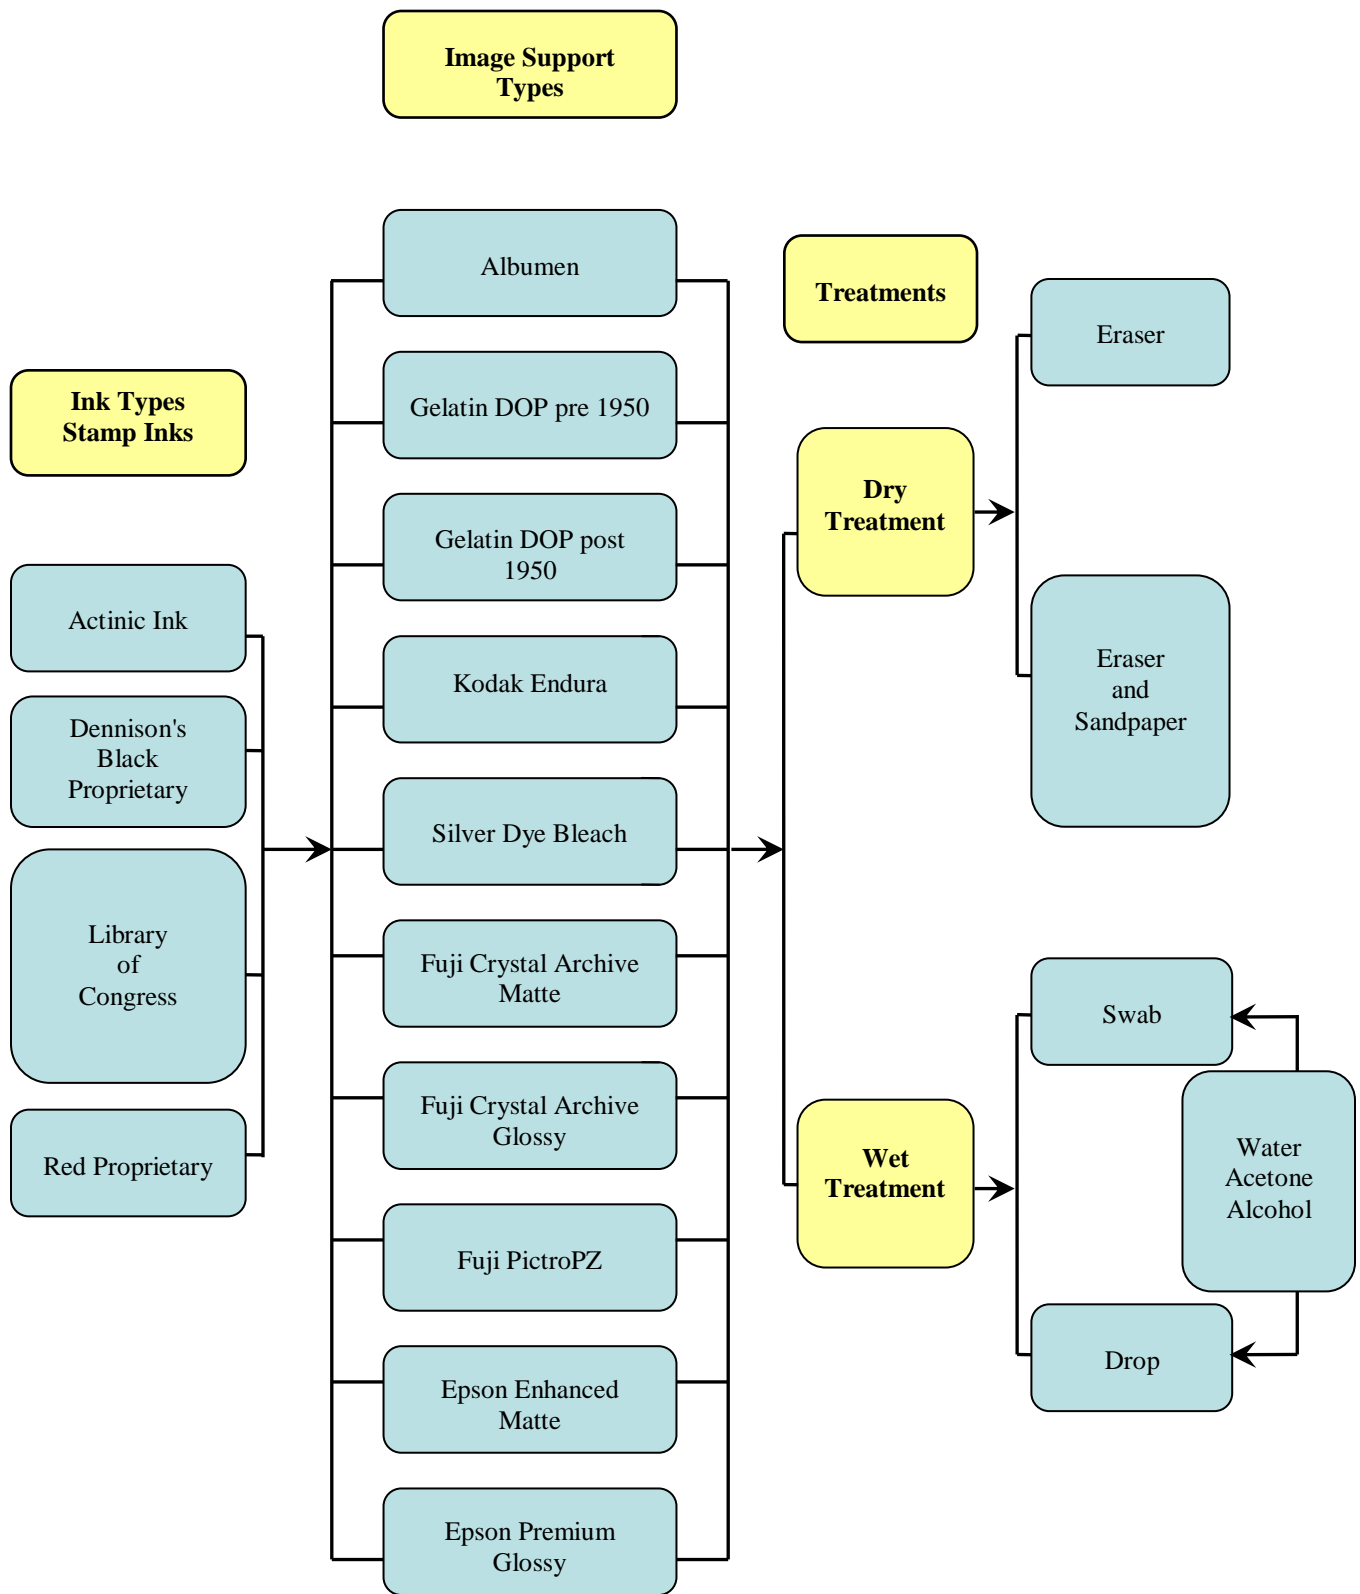 Image Support
Types
Ink Types
Stamp Inks
Actinic Ink
Dennison's
Black
Proprietary
Library
of
Congress
Red Proprietary
Albumen
Gelatin DOP pre 1950
Gelatin DOP post
1950
Kodak Endura
Silver Dye Bleach
Fuji Crystal Archive
Matte
Fuji Crystal Archive
Glossy
Fuji PictroPZ
Epson Enhanced
Matte
Epson Premium
Glossy
Treatments
Dry
Treatment
Eraser
Eraser
and
Sandpaper
Wet
Treatment
Swab
Drop
Water
Acetone
Alcohol